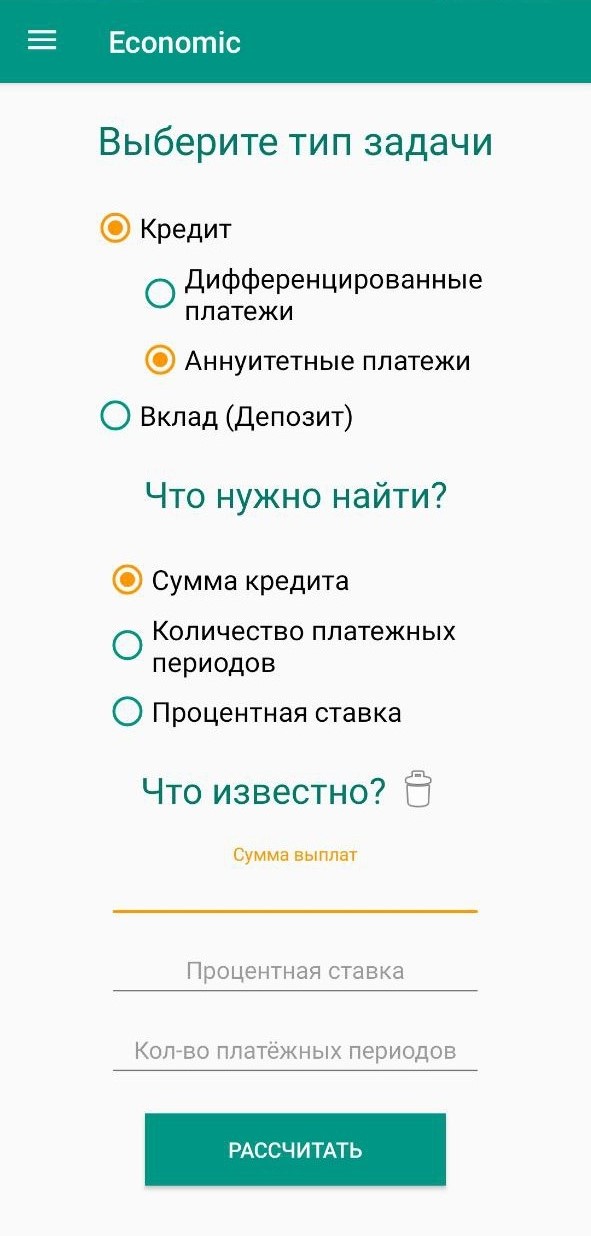 Economic
Выберите тип задачи
Кредит
Дифференцированные
платежи
Аннуитетные платежи
Вклад (Депозит)
Что нужно найти?
Сумма кредита
Количество платежных
периодов
Процентная ставка
Что известно?
Сумма выплат
Процентная ставка
Кол-во платёжных периодов
РАССЧИТАТЬ